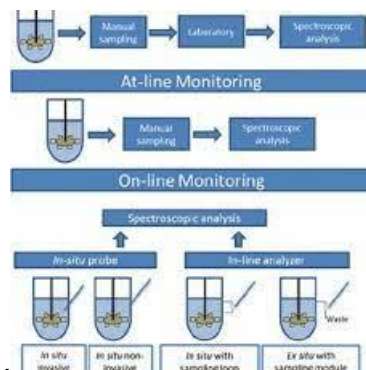 Manual
sampling
Laboratory
Spectroscopic
analysis
At-line Monitoring
Manual
sampling
Spectroscopic
analysis
On-line Monitoring
Spectroscopic analysis
In-situ probe
In-line analyzer
Waste
In situ
invasive
In situ non-
invasive
In situ with
sampling loop
Ex situ with
sampling module